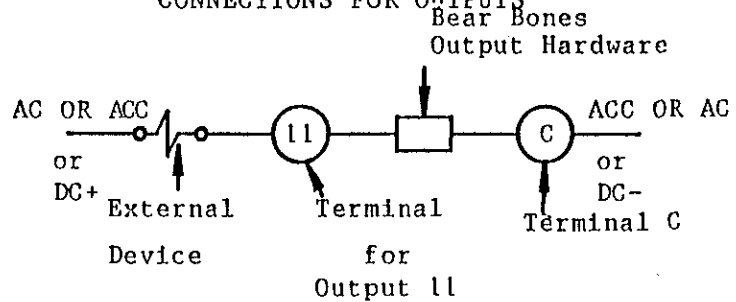 CONNECTIONS FOR OUTPUTS
Bear Bones
Output Hardware
AC OR ACC
ACC OR AC
11
C
or
DC+
or
DC-
External
Device
Terminal
for
Output 11
Terminal C